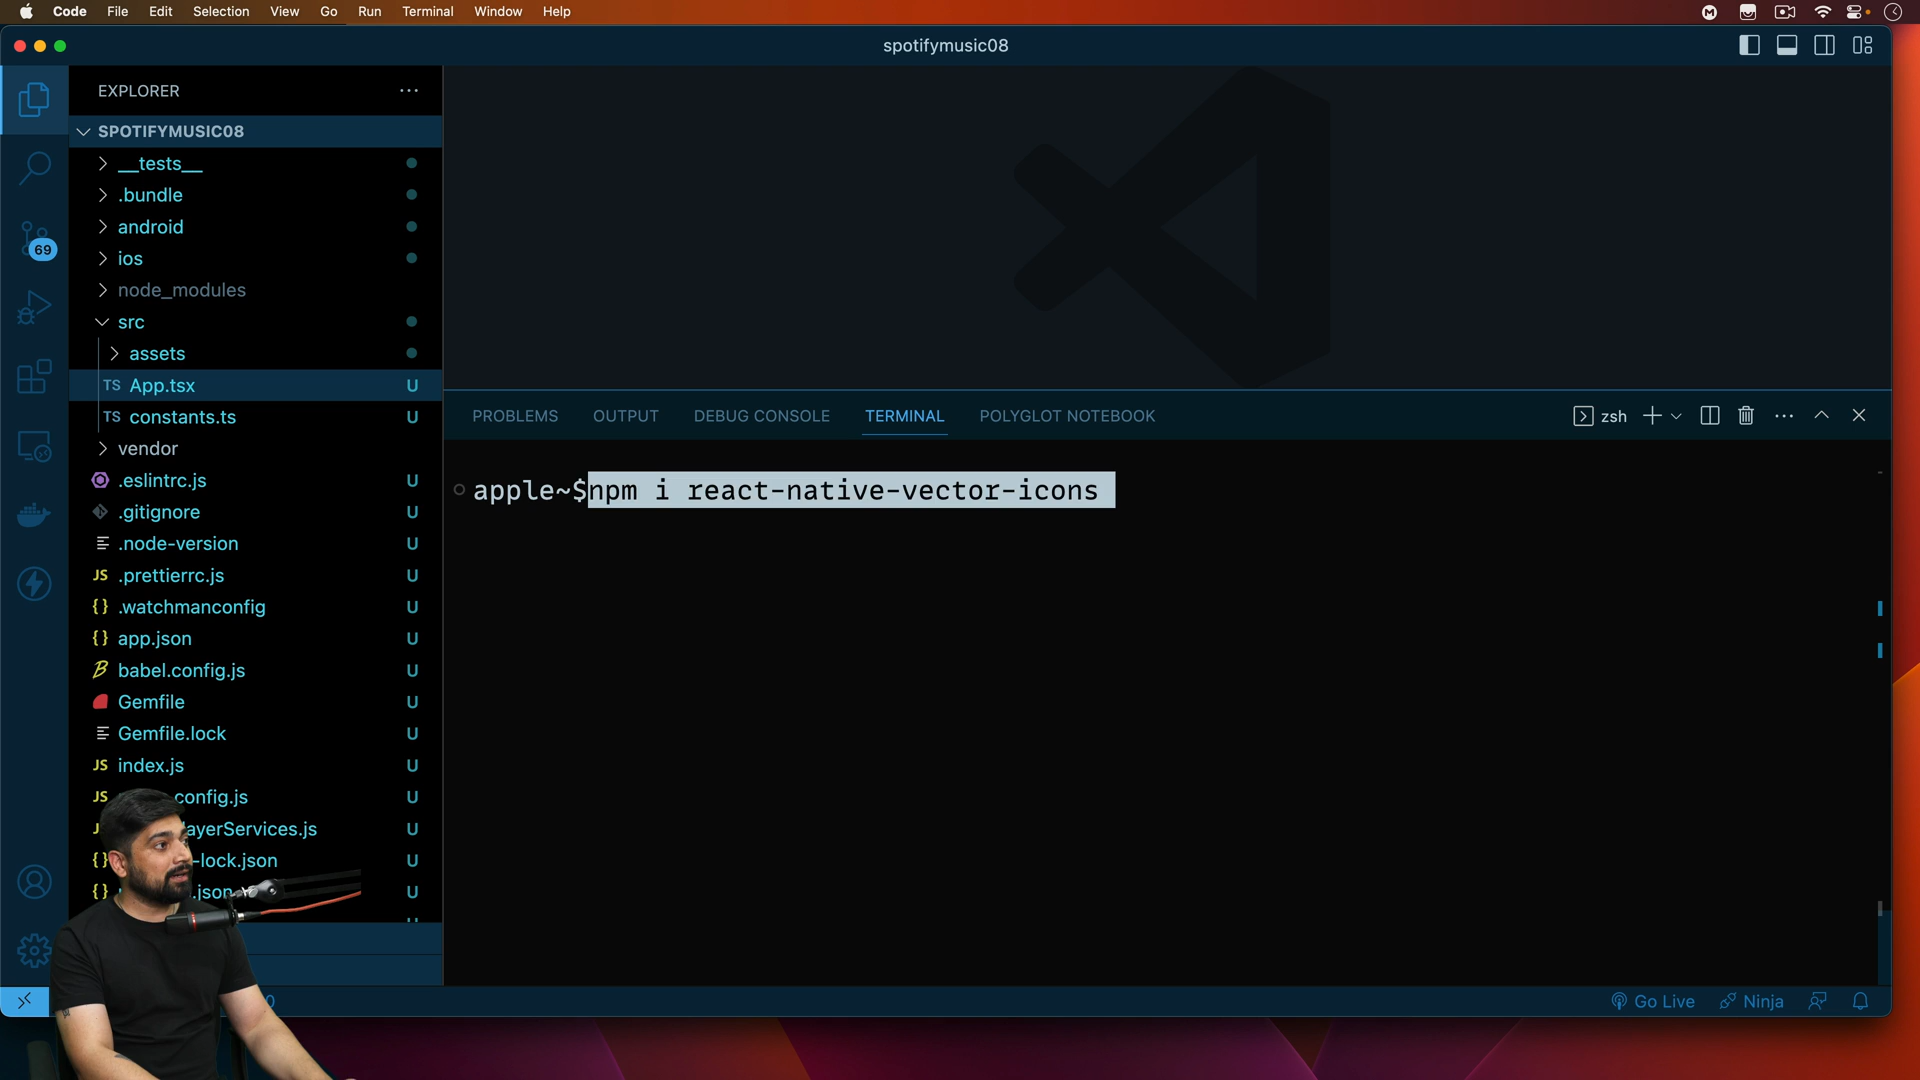 Code File Edit Selection View Go Run Terminal Window Help
spotifymusic08
EXPLORER
SPOTIFYMUSIC08
__tests__
.bundle
android
69
ios
node_modules
src
assets
TS App.tsx U
TS constants.ts U
vendor
.eslintrc.js U
.gitignore U
.node-version U
JS .prettierrc.js U
{} .watchmanconfig U
{} app.json U
babel.config.js U
Gemfile U
Gemfile.lock U
JS index.js U
JS .config.js U
layerServices.js U
{} -lock.json U
{} .json U
PROBLEMS OUTPUT DEBUG CONSOLE TERMINAL POLYGLOT NOTEBOOK zsh
apple~$npm i react-native-vector-icons
0 Go Live Ninja